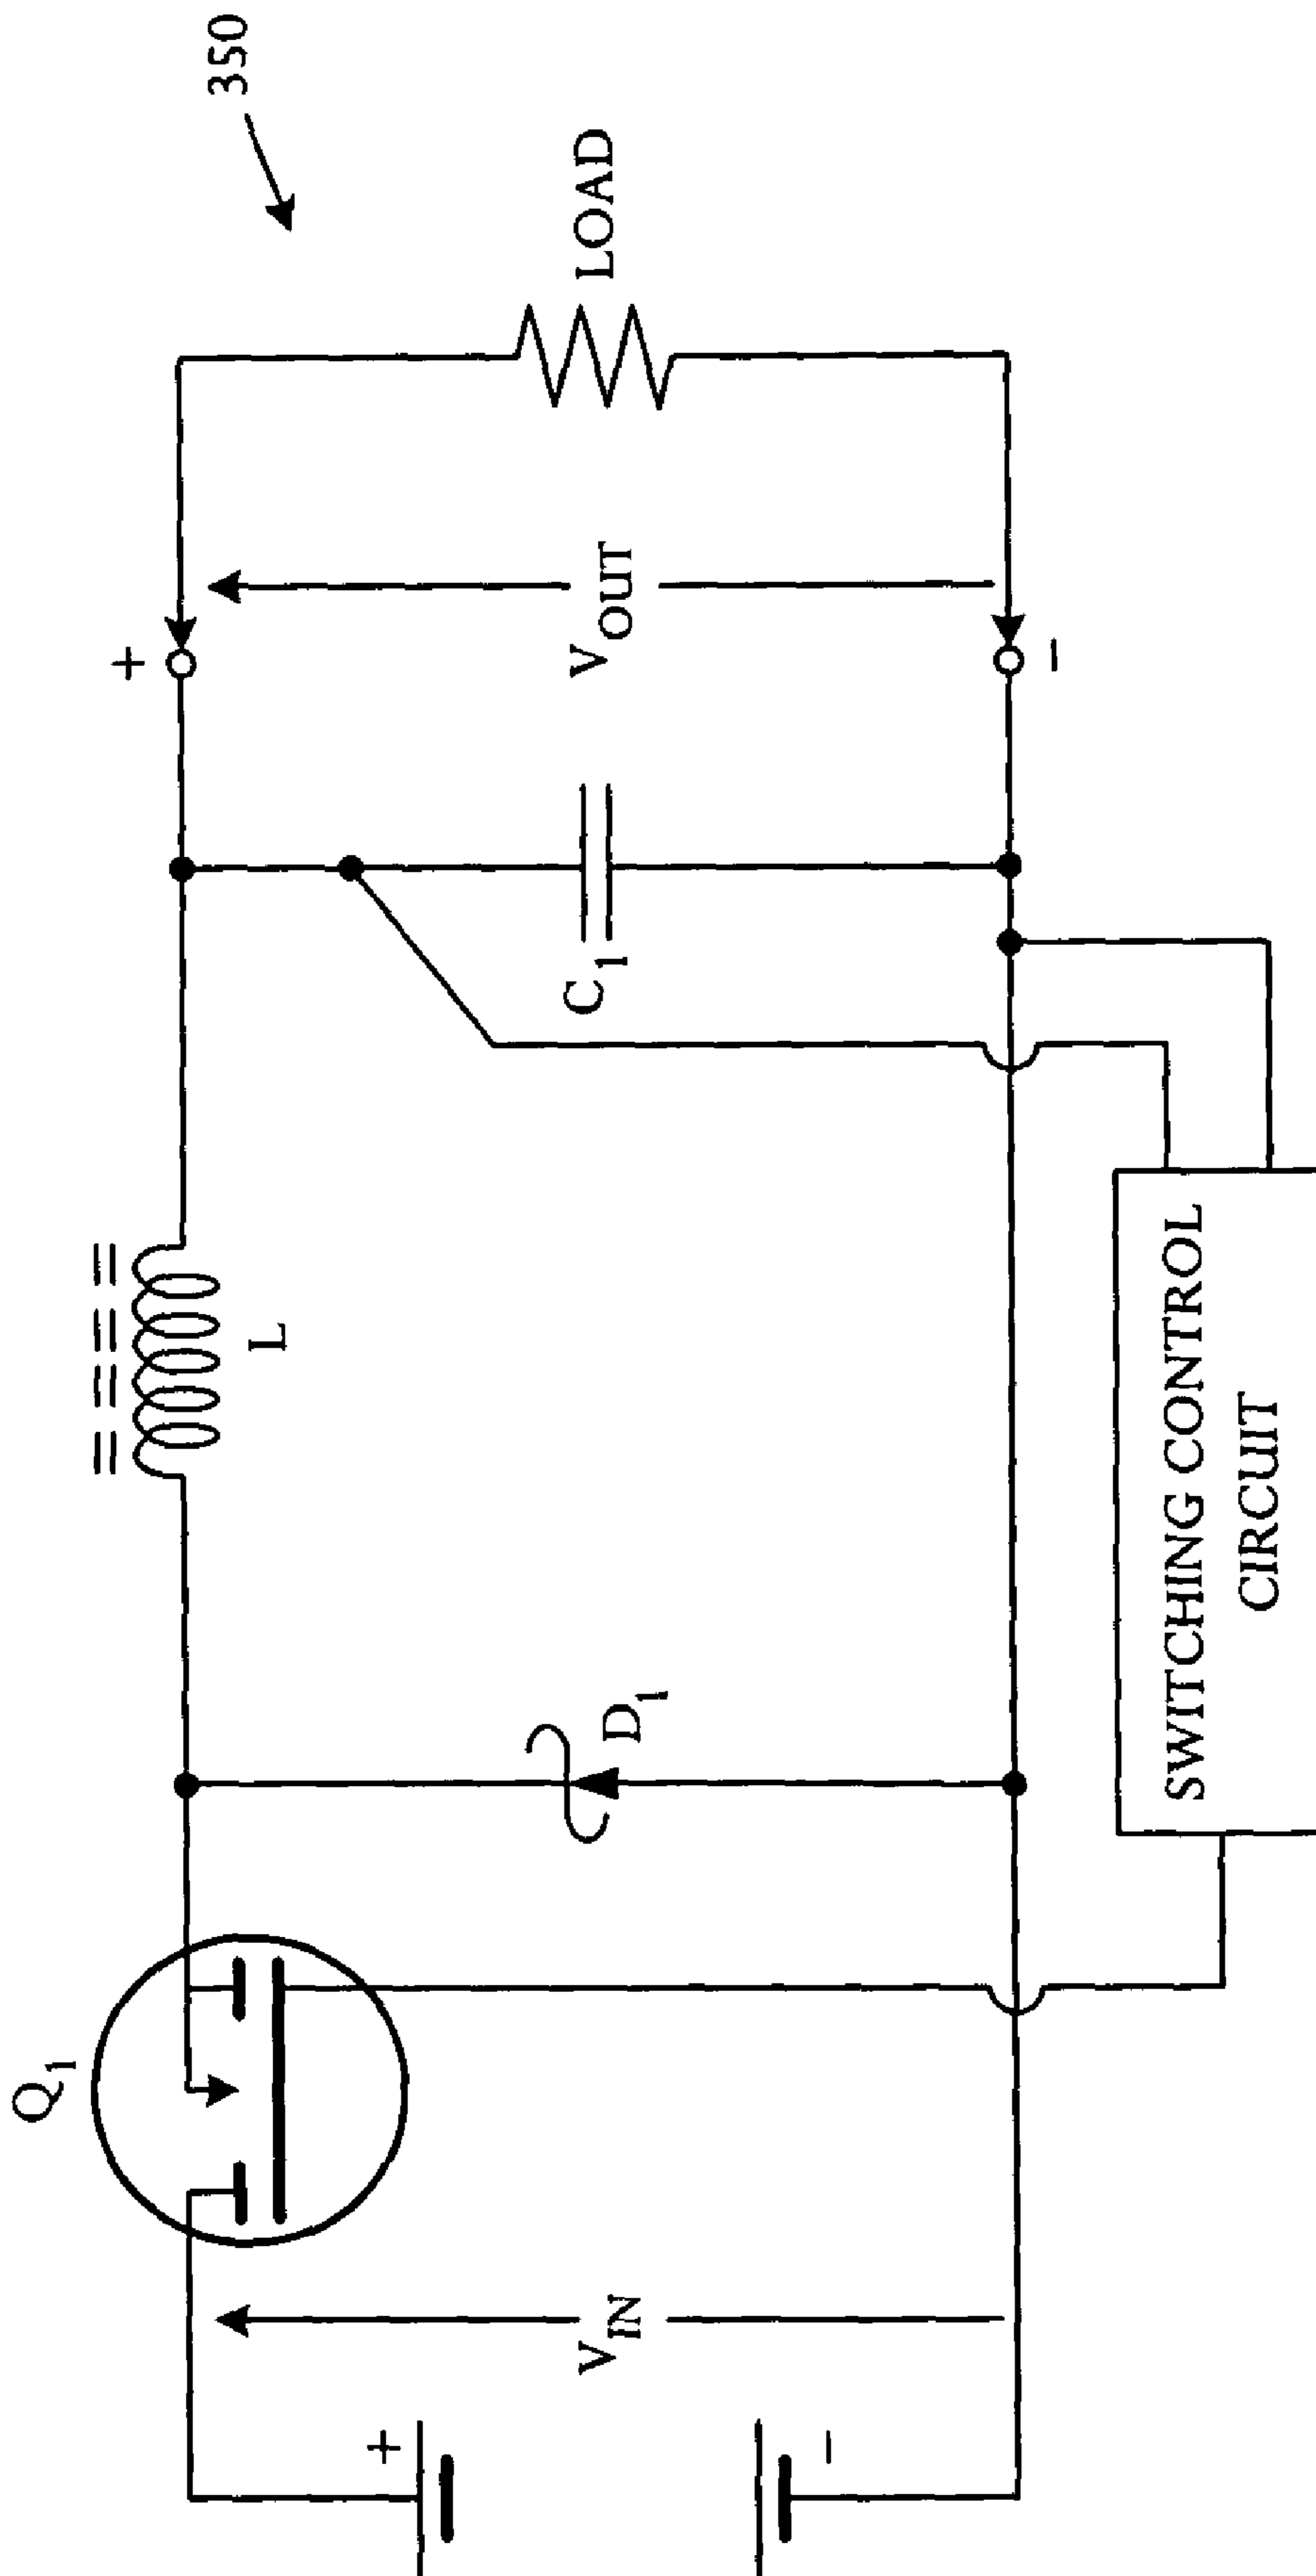 350
Q1
L
+
+
VIN
D1
C1
VOUT
LOAD
-
-
SWITCHING CONTROL
CIRCUIT